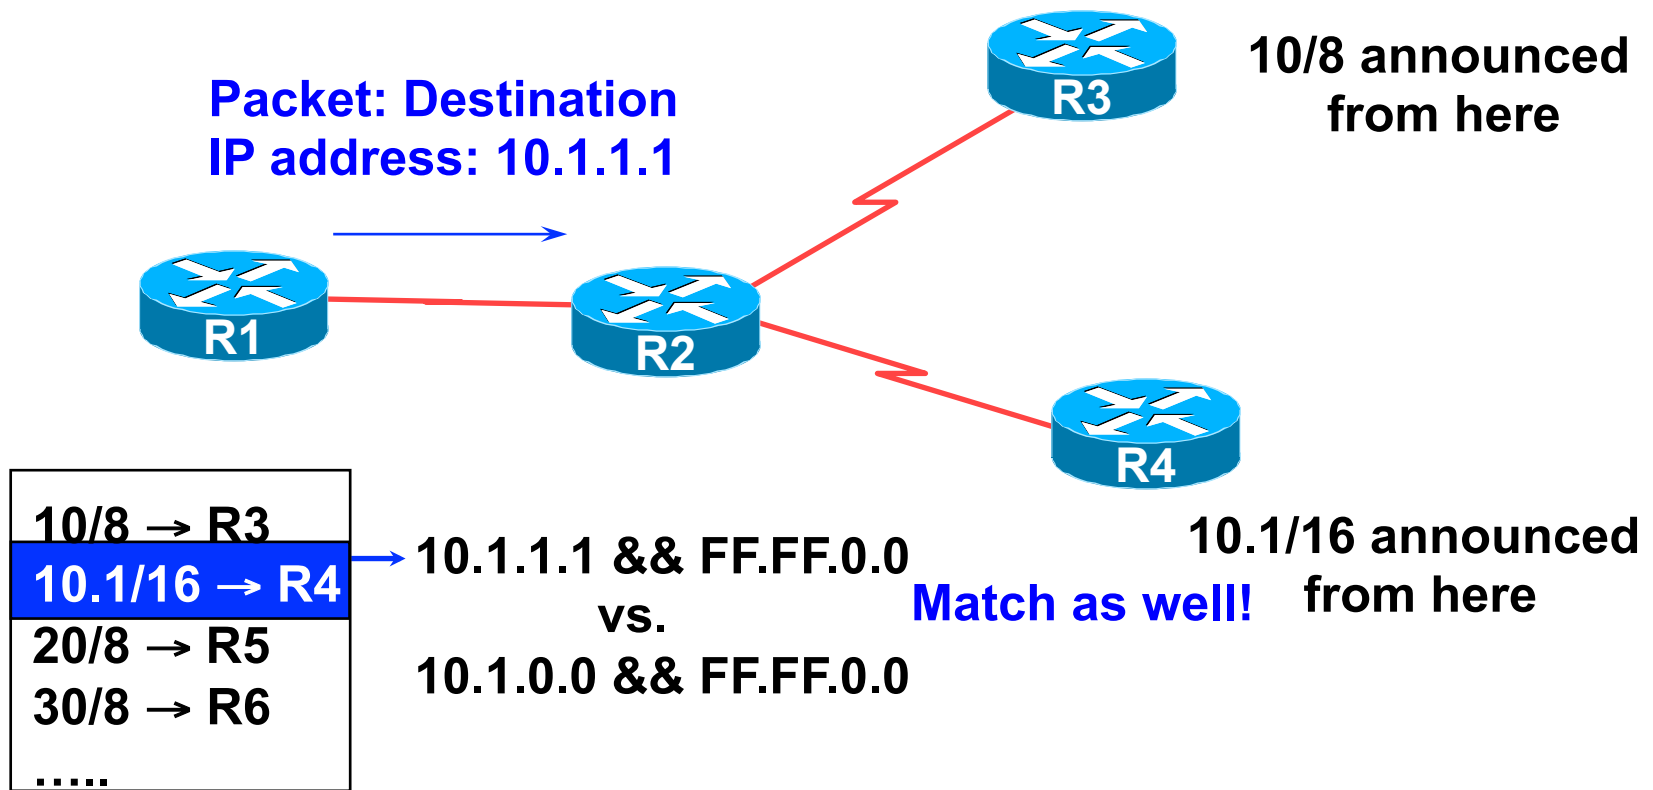 Packet: Destination
IP address: 10.1.1.1
R3
10/8 announced
from here
R1
R2
R4
10.1/16 announced
from here
10/8 → R3
10.1/16 → R4
20/8 → R5
30/8 → R6
…..
10.1.1.1 && FF.FF.0.0
vs.
10.1.0.0 && FF.FF.0.0
Match as well!